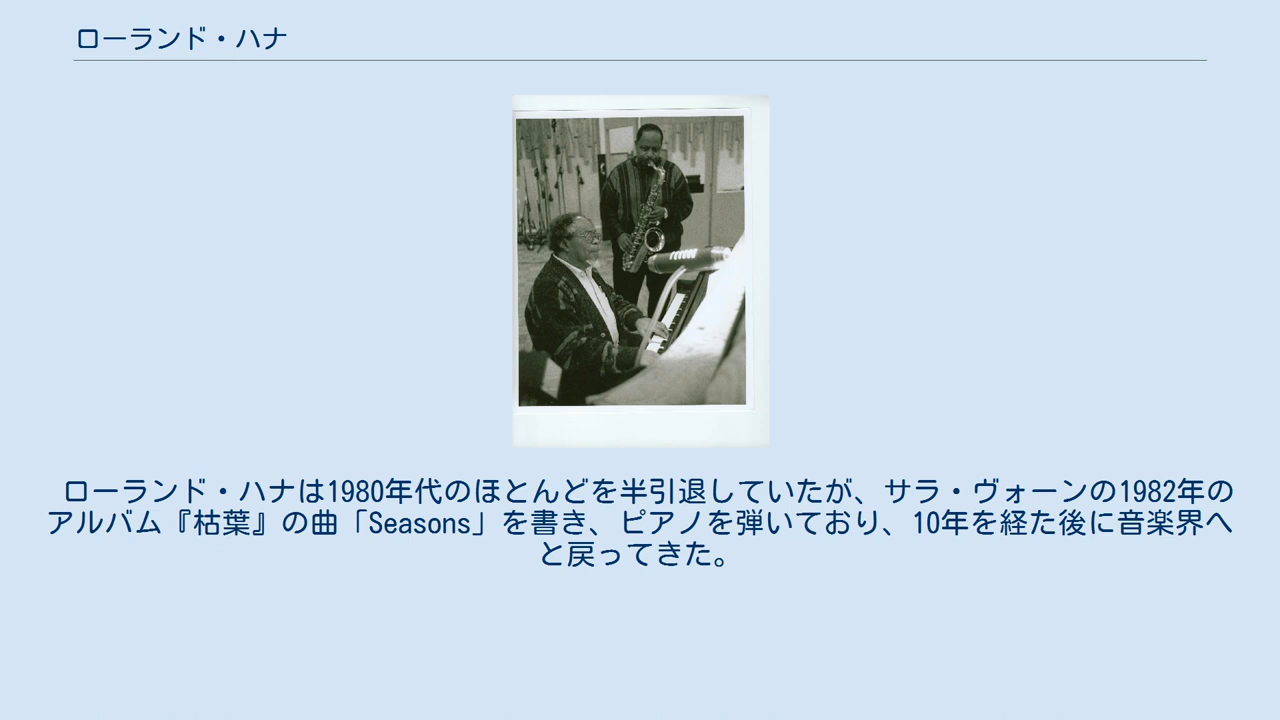 ローランド・ハナ
ローランド・ハナは1980年代のほとんどを半引退していたが、サラ・ヴォーンの1982年の
アルバム『枯葉』の曲「Seasons」を書き、ピアノを弾いており、10年を経た後に音楽界へ
と戻ってきた。